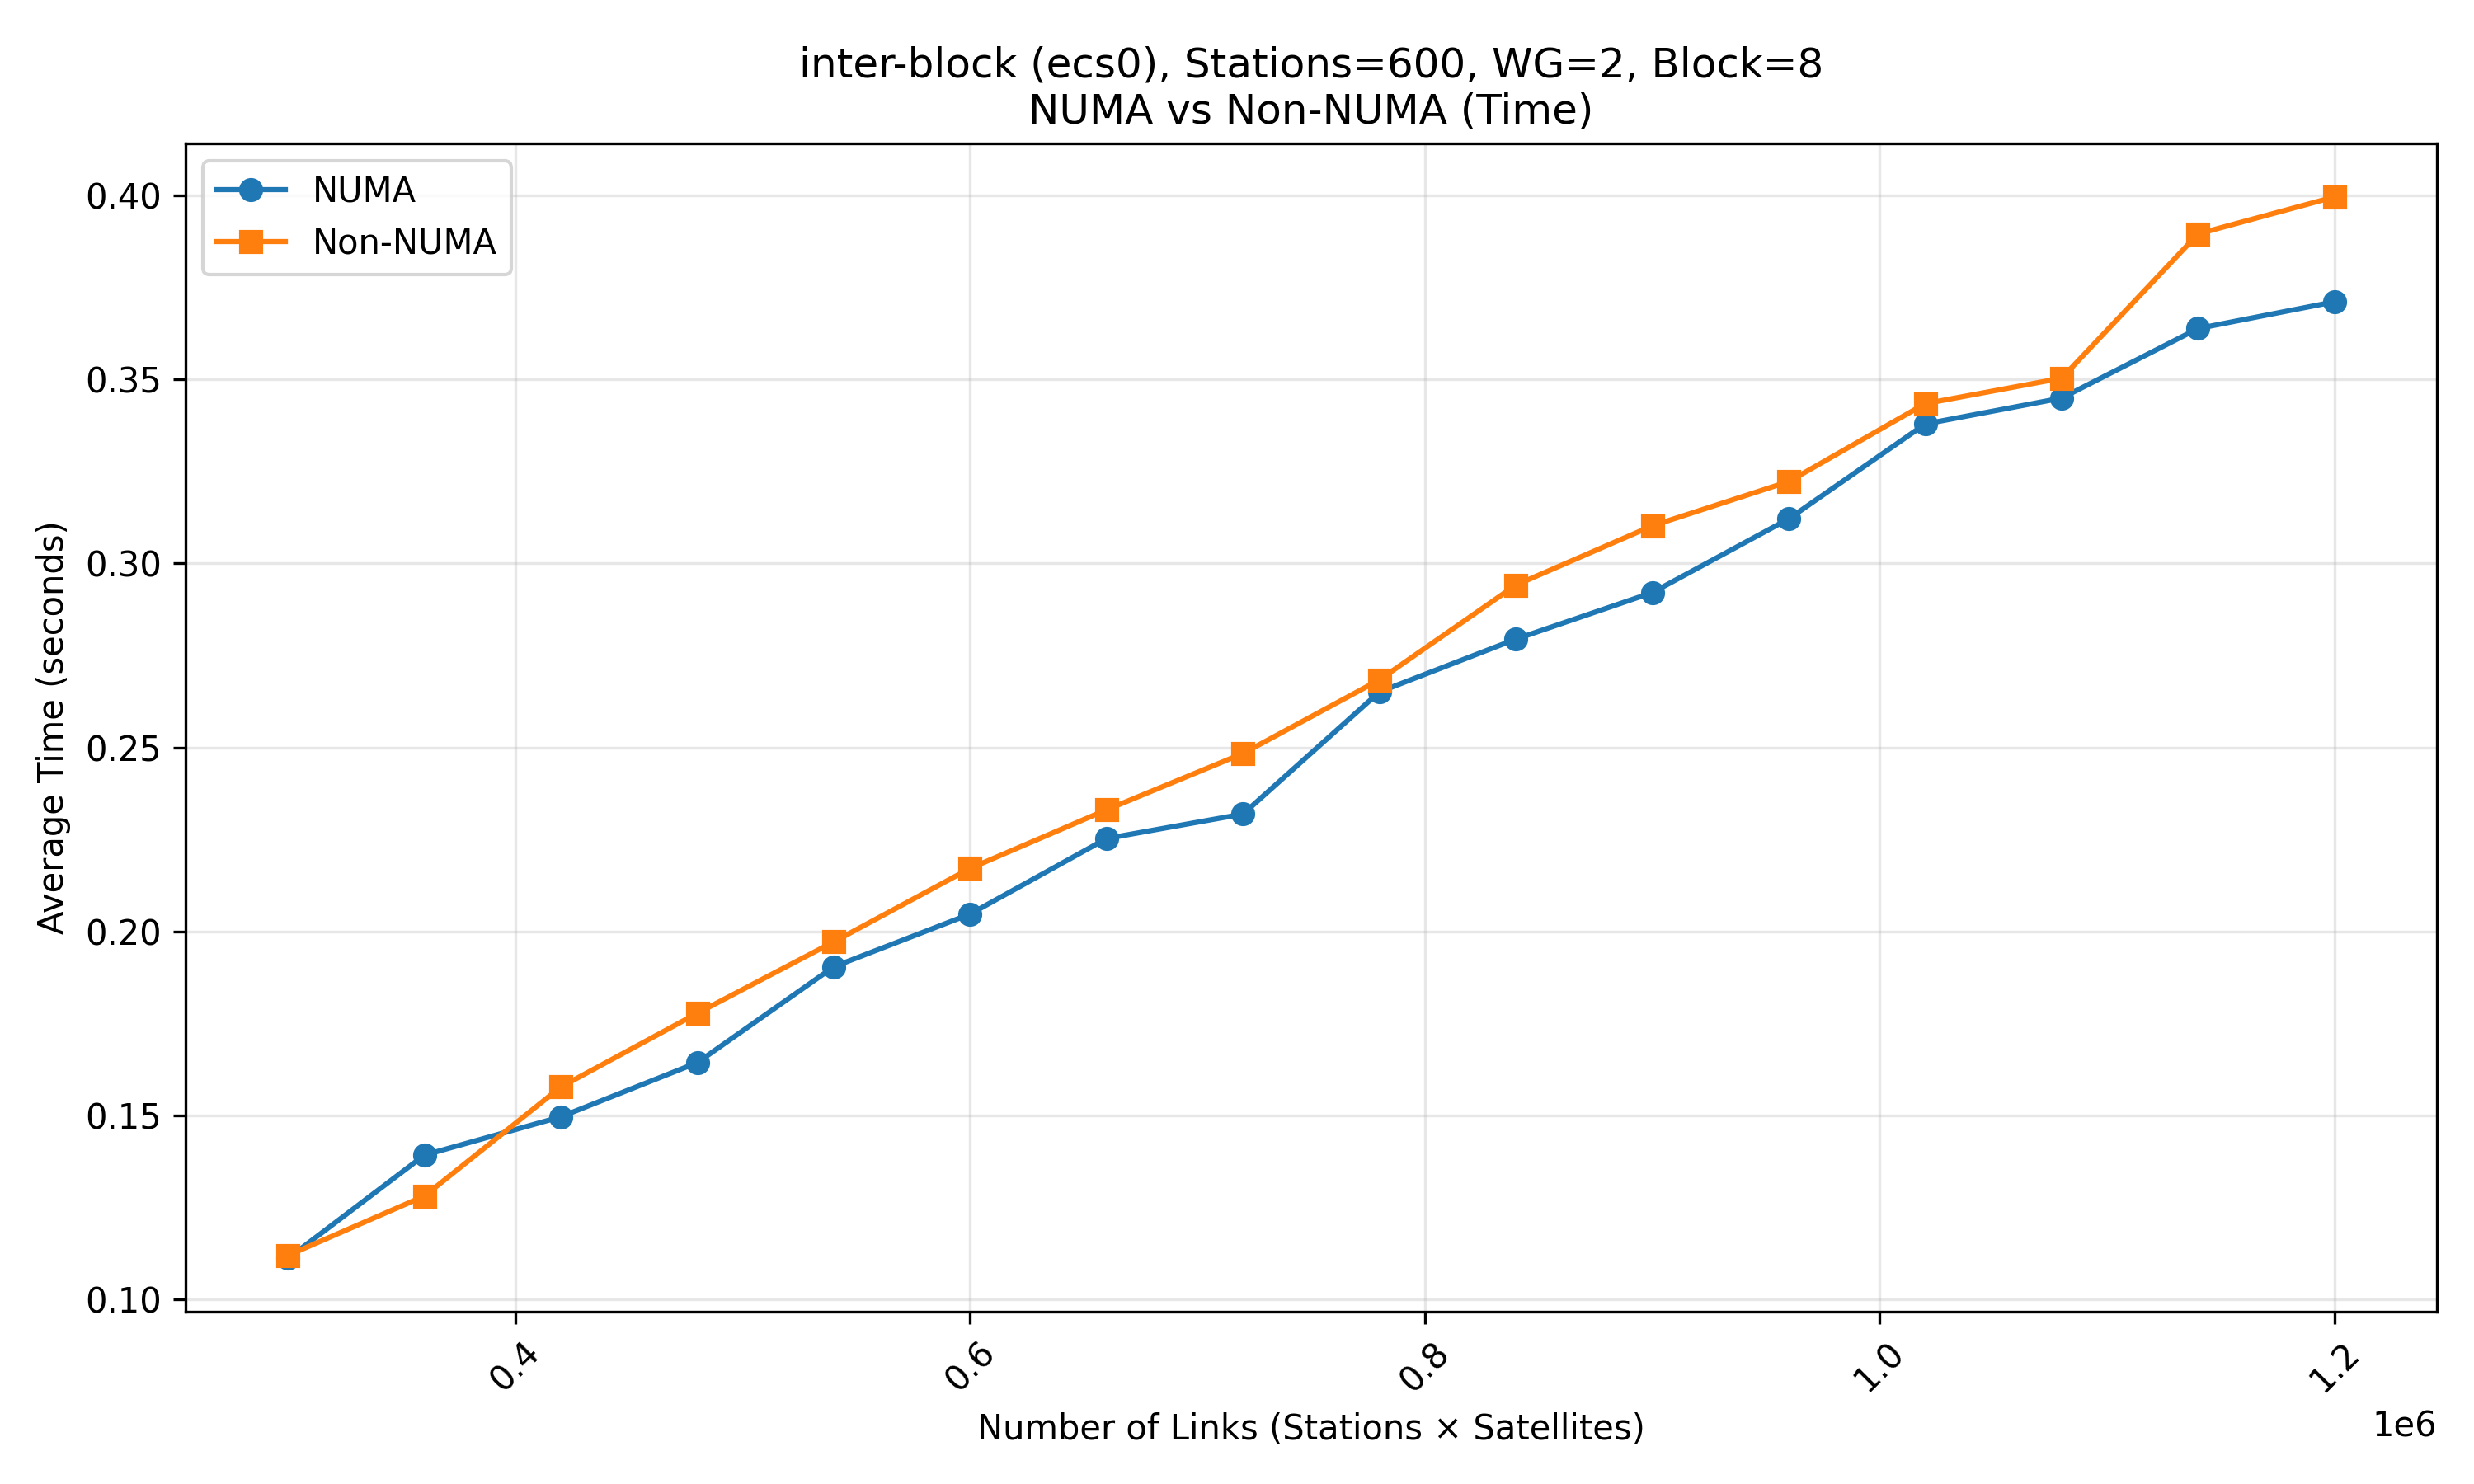 inter-block (ecs0), Stations=600, WG=2, Block=8
NUMA vs Non-NUMA (Time)
NUMA
Non-NUMA
0.40
0.35
0.30
0.25
0.20
0.15
0.10
Average Time (seconds)
0.4
0.6
0.8
1.0
1.2
1e6
Number of Links (Stations × Satellites)